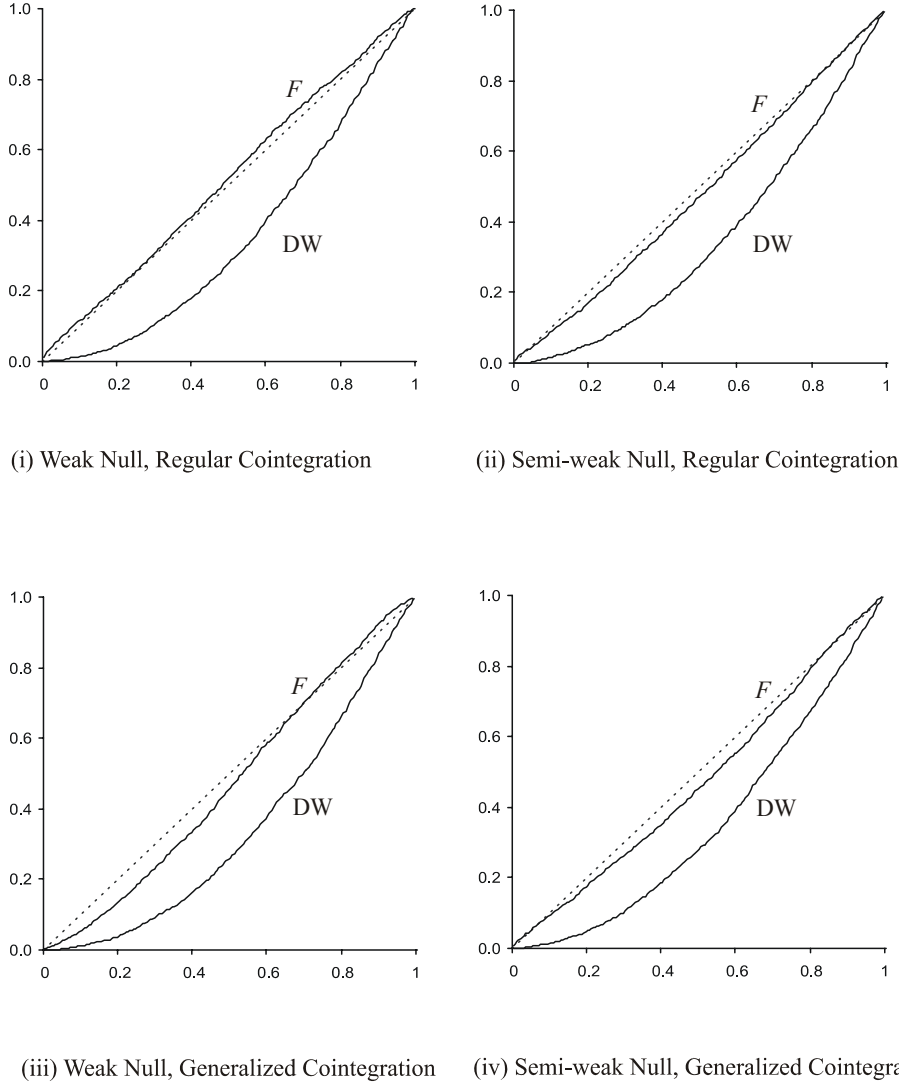 1.0
0.8
0.6
0.4
0.2
0.0
0 0.2 0.4 0.6 0.8 1
F
DW
(i) Weak Null, Regular Cointegration
1.0
0.8
0.6
0.4
0.2
0.0
0 0.2 0.4 0.6 0.8 1
F
DW
(ii) Semi-weak Null, Regular Cointegration
1.0
0.8
0.6
0.4
0.2
0.0
0 0.2 0.4 0.6 0.8 1
F
DW
(iii) Weak Null, Generalized Cointegration
1.0
0.8
0.6
0.4
0.2
0.0
0 0.2 0.4 0.6 0.8 1
F
DW
(iv) Semi-weak Null, Generalized Cointegra